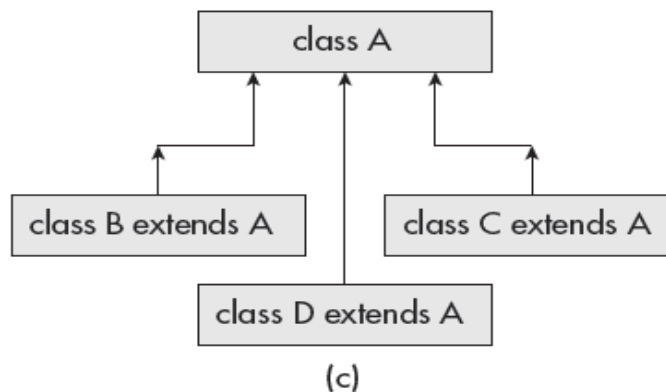 class A
class B extends A
class C extends A
class D extends A
(c)